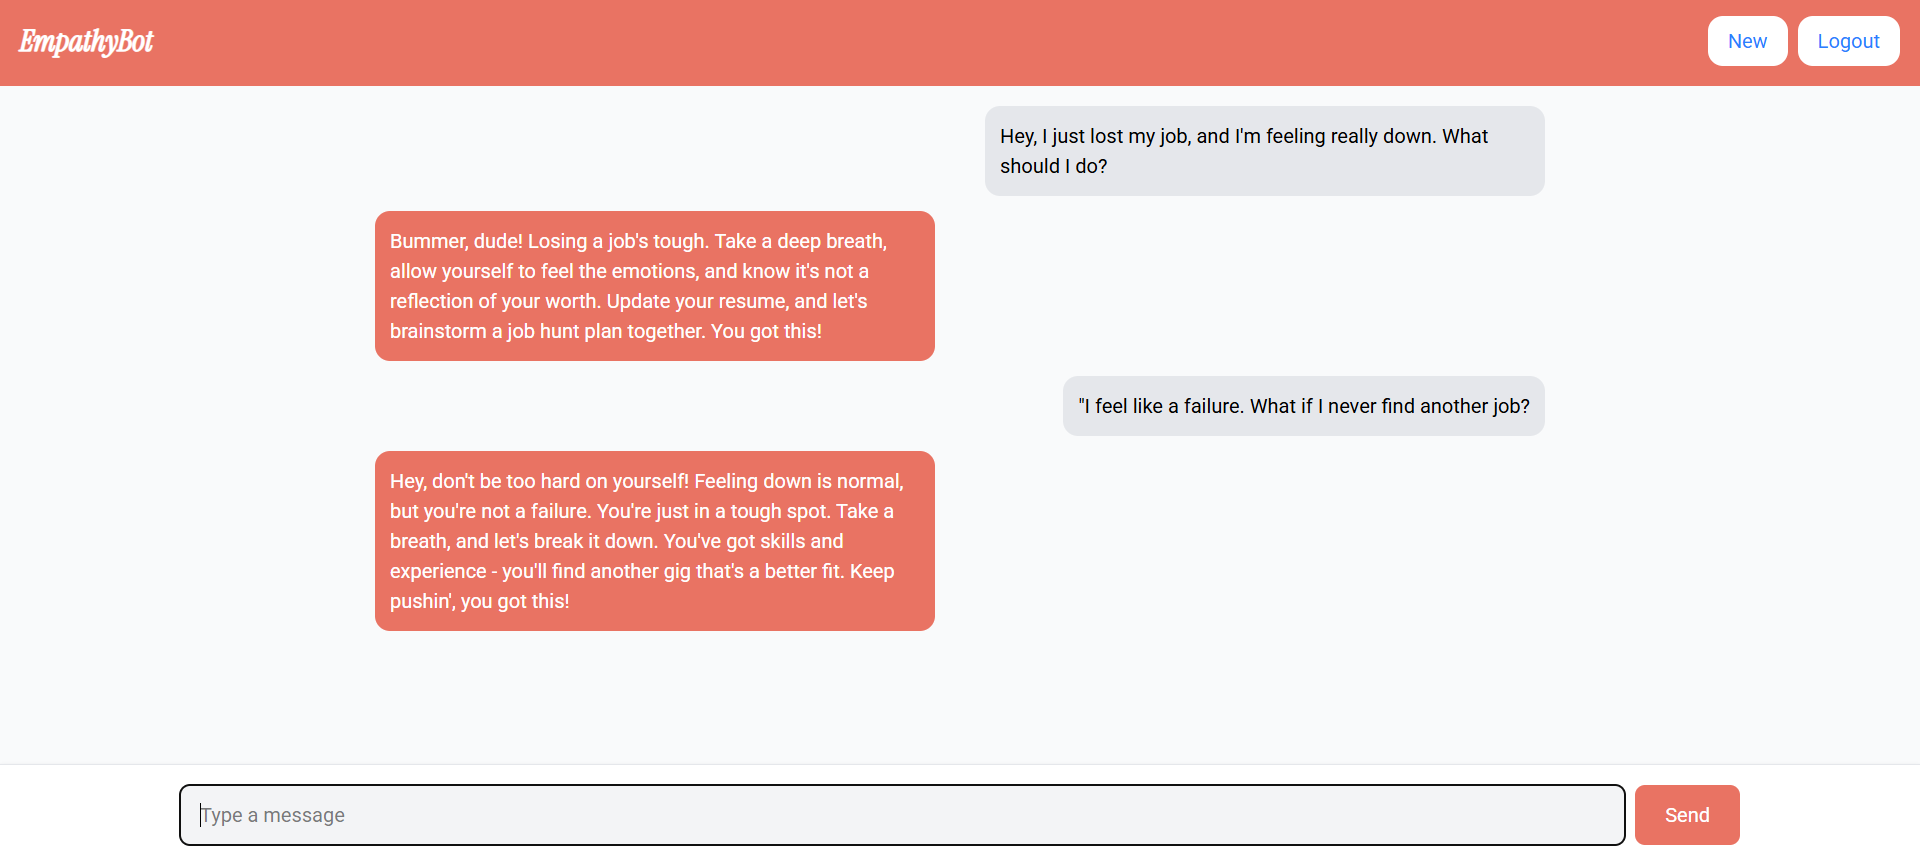 EmpathyBot
New
Logout
Hey, I just lost my job, and I'm feeling really down. What
should I do?
Bummer, dude! Losing a job's tough. Take a deep breath,
allow yourself to feel the emotions, and know it's not a
reflection of your worth. Update your resume, and let's
brainstorm a job hunt plan together. You got this!
"I feel like a failure. What if I never find another job?
Hey, don't be too hard on yourself! Feeling down is normal,
but you're not a failure. You're just in a tough spot. Take a
breath, and let's break it down. You've got skills and
experience - you'll find another gig that's a better fit. Keep
pushin', you got this!
Type a message
Send